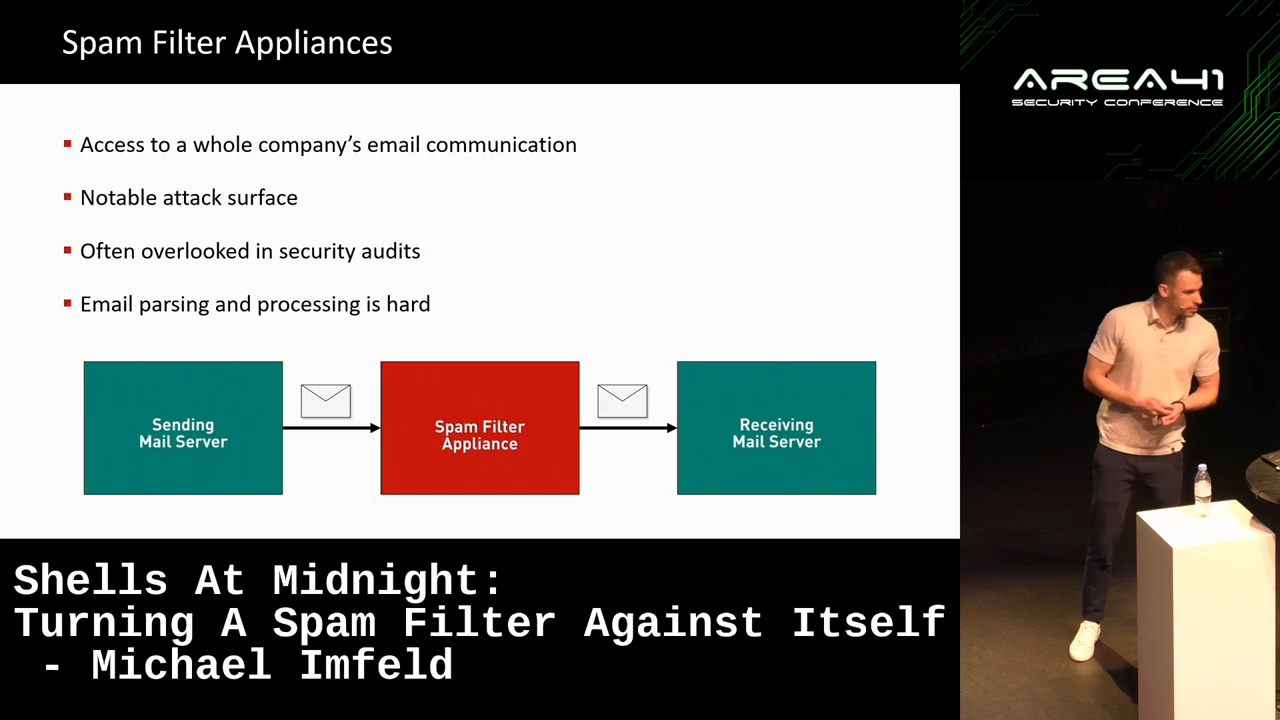 Spam Filter Appliances
AREA41
SECURITY CONFERENCE
▪ Access to a whole company’s email communication
▪ Notable attack surface
▪ Often overlooked in security audits
▪ Email parsing and processing is hard
Sending
Mail Server
Spam Filter
Appliance
Receiving
Mail Server
Shells At Midnight:
Turning A Spam Filter Against Itself
- Michael Imfeld